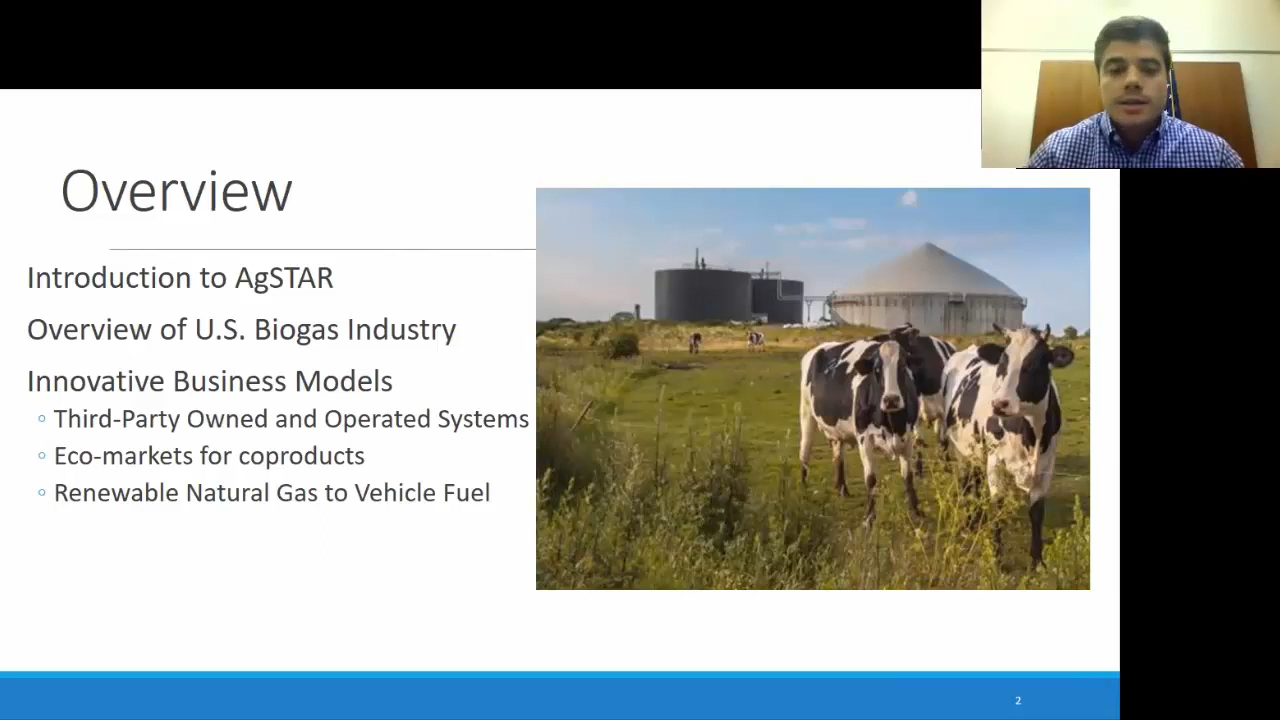 Overview
Introduction to AgSTAR
Overview of U.S. Biogas Industry
Innovative Business Models
◦ Third-Party Owned and Operated Systems
◦ Eco-markets for coproducts
◦ Renewable Natural Gas to Vehicle Fuel
2